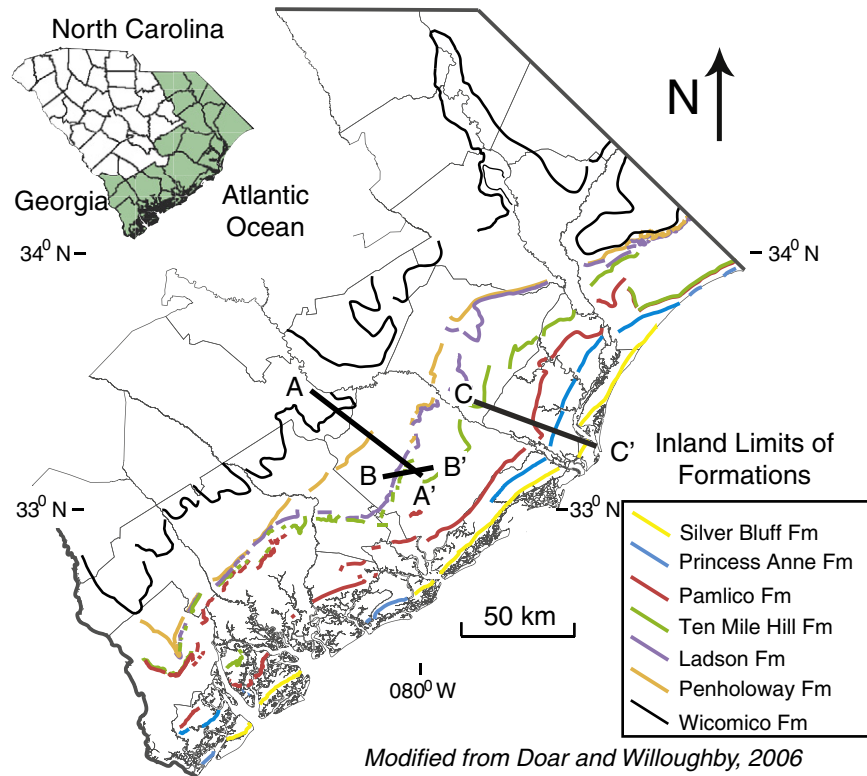 North Carolina
Georgia
Atlantic
Ocean
N
34⁰ N
34⁰ N
A
C
B
B'
A'
C'
33⁰ N
33⁰ N
50 km
080⁰ W
Inland Limits of
Formations
Silver Bluff Fm
Princess Anne Fm
Pamlico Fm
Ten Mile Hill Fm
Ladson Fm
Penholoway Fm
Wicomico Fm
Modified from Doar and Willoughby, 2006